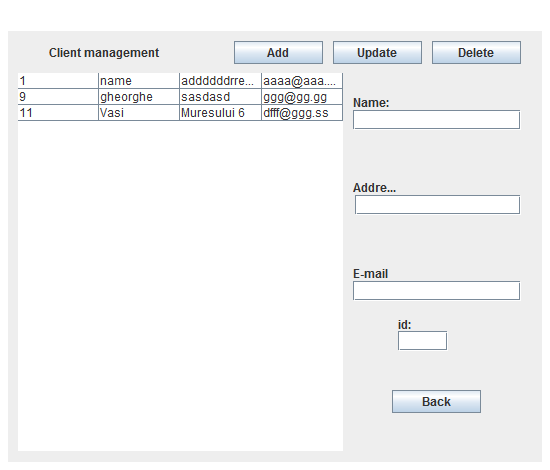 Client management Add Update Delete
1 name addddddrre... aaaa@aaa....
9 gheorghe sasdasd ggg@gg.gg
11 Vasi Muresului 6 dfff@ggg.ss
Name:
Addre...
E-mail
id:
Back